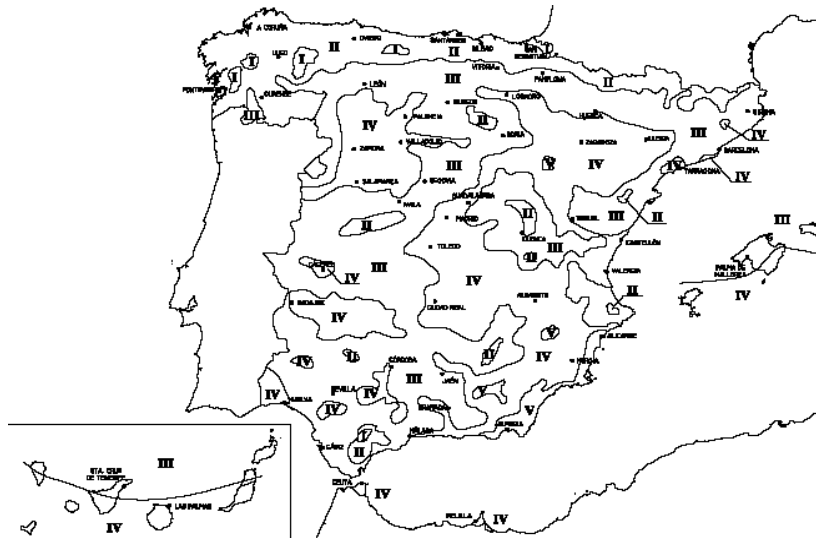 A CORUÑA
OVIEDO
SANTANDER
BILBAO
SAN SEBASTIAN
LUGO
II
I
II
I
I
I
PONTEVEDRA
OURENSE
III
LEÓN
VITORIA
PAMPLONA
II
III
BURGOS
LOGROÑO
HUESCA
GIRONA
IV
PALENCIA
II
SORIA
III
IV
ZAMORA
VALLADOLID
ZARAGOZA
LLEIDA
BARCELONA
III
V
IV
IV
TARRAGONA
IV
SALAMANCA
SEGOVIA
AVILA
GUADALAJARA
II
MADRID
II
TERUEL
III
II
III
TOLEDO
CUENCA
III
CASTELLÓN
II
CACERES
III
IV
IV
VALENCIA
PALMA DE MALLORCA
IV
BADAJOZ
IV
CIUDAD REAL
ALBACETE
II
V
ALICANTE
IV
II
II
IV
MURCIA
CÓRDOBA
III
JAÉN
V
V
IV
HUELVA
SEVILLA
IV
IV
GRANADA
ALMERIA
MÁLAGA
I
II
CÁDIZ
CEUTA
IV
MELILLA
IV
III
STA. CRUZ DE TENERIFE
LAS PALMAS
IV